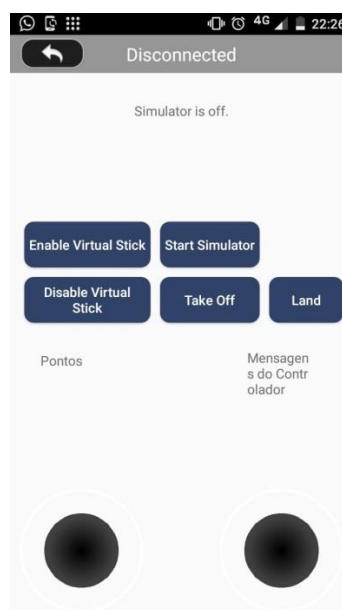 4G 22:26
Disconnected
Simulator is off.
Enable Virtual Stick
Start Simulator
Disable Virtual
Stick
Take Off
Land
Pontos
Mensagen
s do Contr
olador